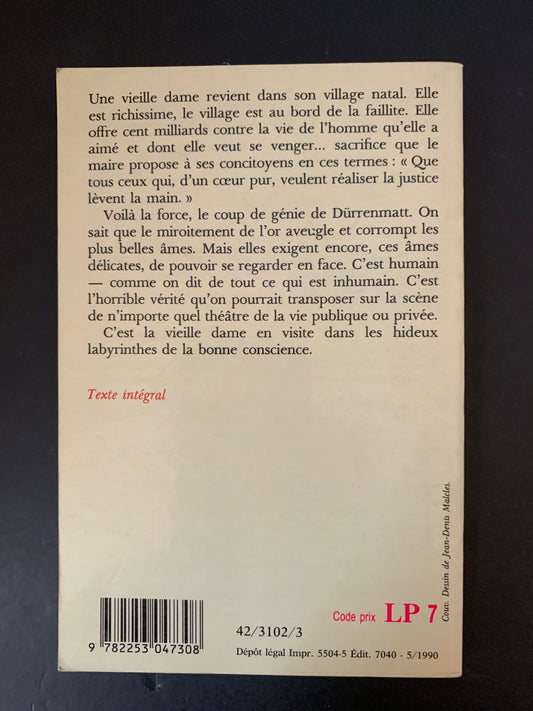 Une vieille dame revient dans son village natal. Elle
est richissime, le village est au bord de la faillite. Elle
offre cent milliards contre la vie de l'homme qu'elle a
aimé et dont elle veut se venger... sacrifice que le
maire propose à ses concitoyens en ces termes : « Que
tous ceux qui, d'un cœur pur, veulent réaliser la justice
lèvent la main. »
Voilà la force, le coup de génie de Dürrenmatt. On
sait que le miroitement de l'or aveugle et corrompt les
plus belles âmes. Mais elles exigent encore, ces âmes
délicates, de pouvoir se regarder en face. C'est humain
— comme on dit de tout ce qui est inhumain. C'est
l'horrible vérité qu'on pourrait transposer sur la scène
de n'importe quel théâtre de la vie publique ou privée.
C'est la vieille dame en visite dans les hideux
labyrinthes de la bonne conscience.
Texte intégral
Couv. Dessin de Jean-Denis Malcles.
9 782253 047308
42/3102/3
Code prix LP 7
Dépôt légal Impr. 5504-5 Édit. 7040 - 5/1990